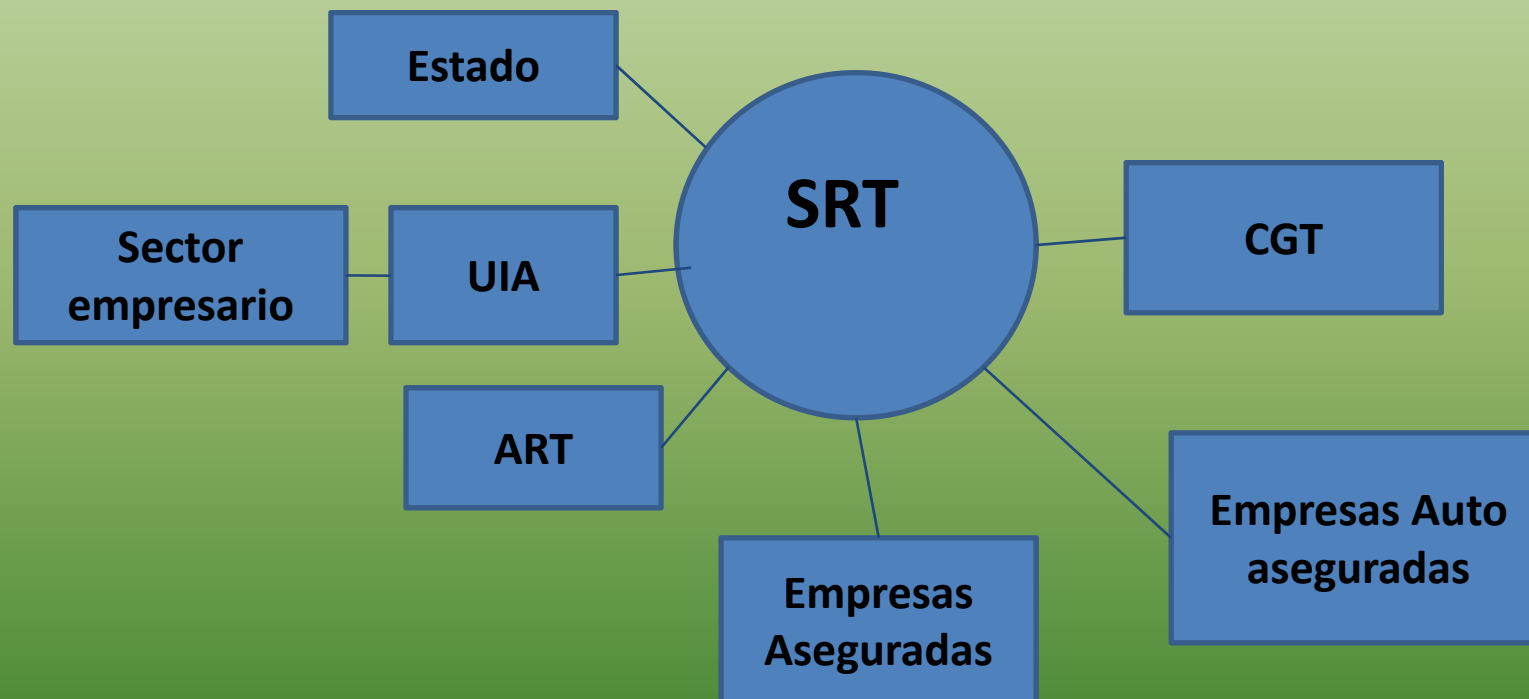 Estado
SRT
CGT
Sector
empresario
UIA
ART
Empresas Auto
aseguradas
Empresas
Aseguradas